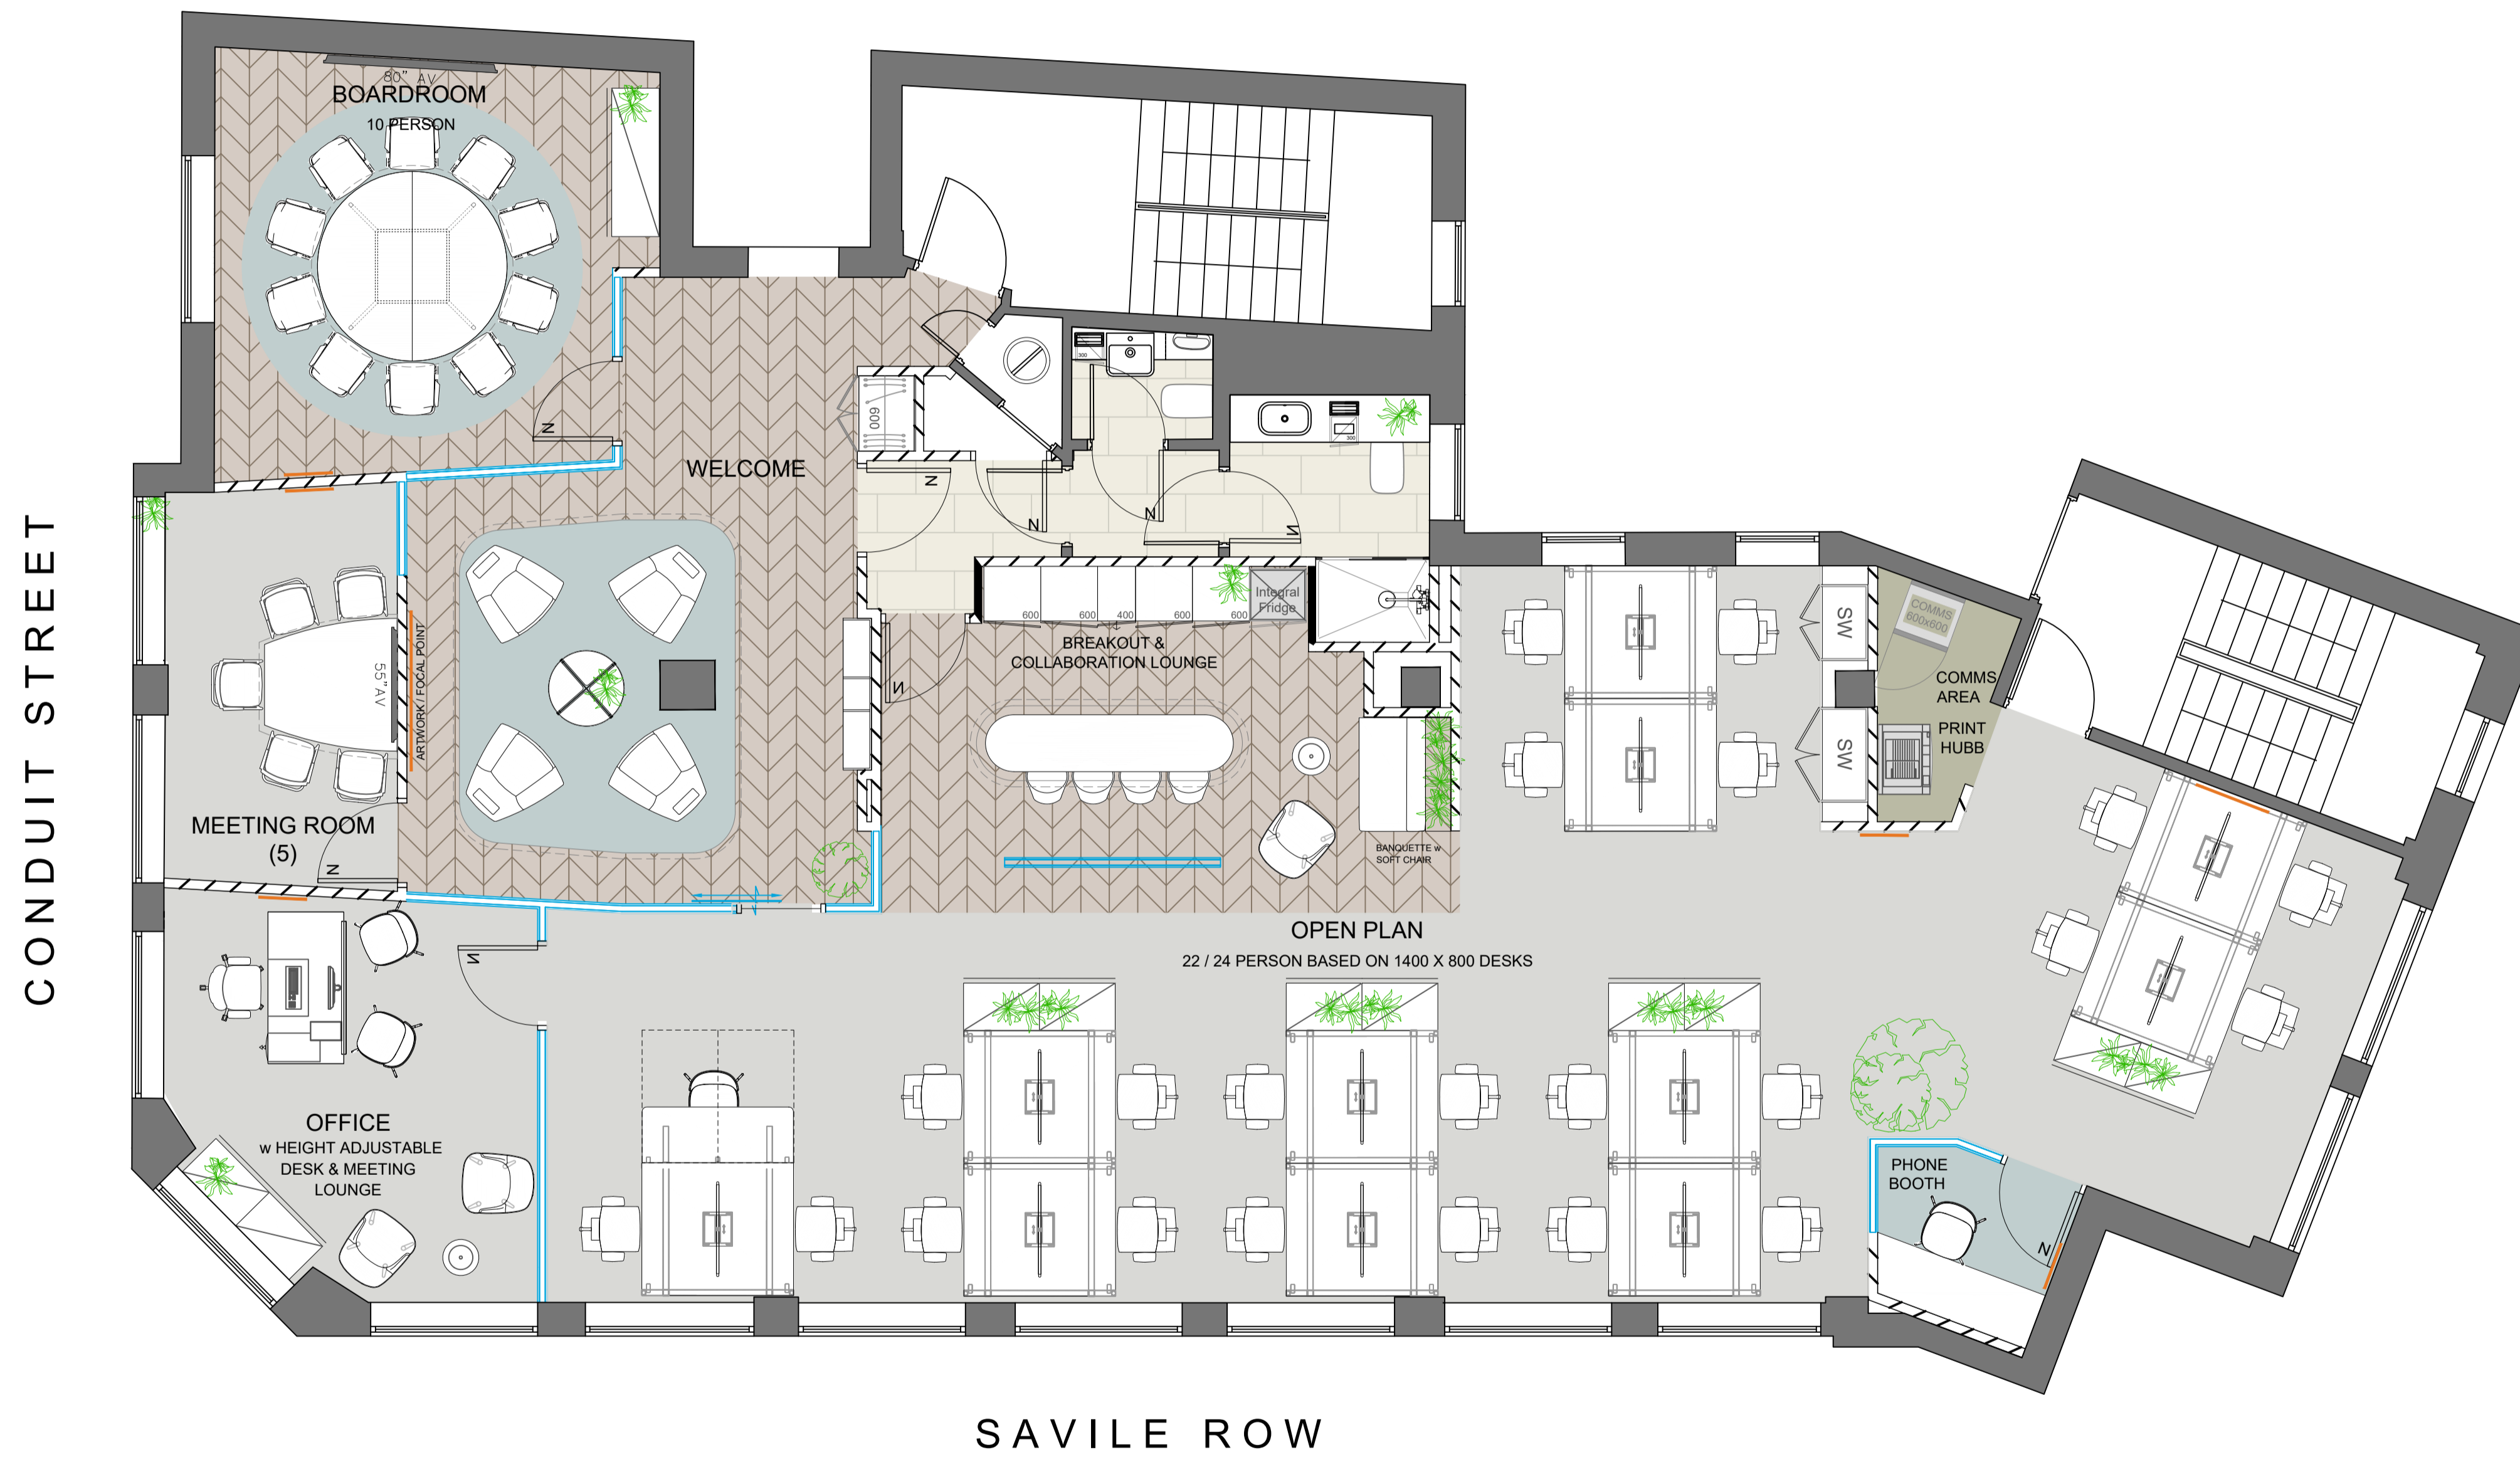 80" AV
BOARDROOM
10 PERSON
WELCOME
600
300
300
CONDUIT STREET
55" AV
ARTWORK / FOCAL POINT
MEETING ROOM
(5)
600
600
400
600
600
Integral
Fridge
BREAKOUT &
COLLABORATION LOUNGE
BANQUETTE w
SOFT CHAIR
SW
SW
COMMS
600x600
COMMS
AREA
PRINT
HUBB
OPEN PLAN
22 / 24 PERSON BASED ON 1400 X 800 DESKS
OFFICE
w HEIGHT ADJUSTABLE
DESK & MEETING
LOUNGE
PHONE
BOOTH
N
N
N
N
N
N
N
N
N
SAVILE ROW